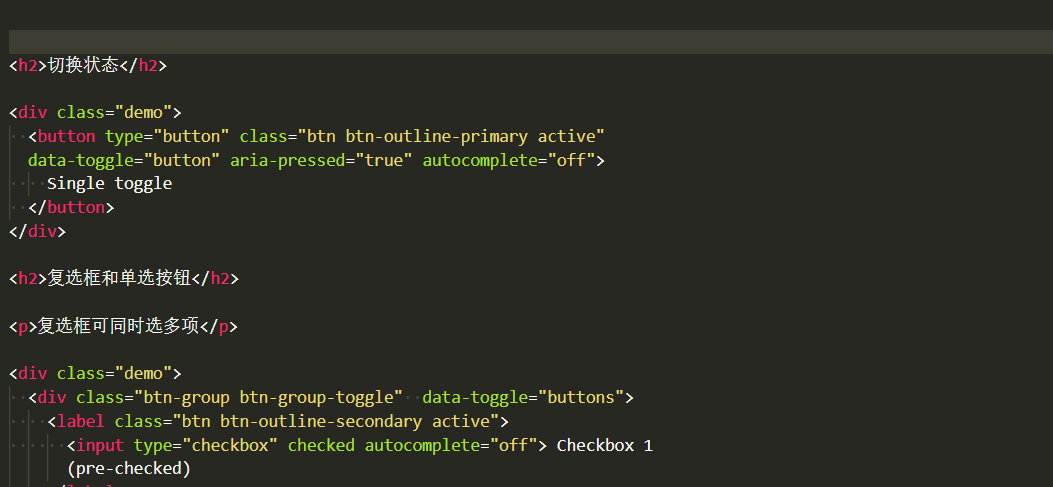 <h2>切换状态</h2>
<div class="demo">
<button type="button" class="btn btn-outline-primary active"
data-toggle="button" aria-pressed="true" autocomplete="off">
Single toggle
</button>
</div>
<h2>复选框和单选按钮</h2>
<p>复选框可同时选多项</p>
<div class="demo">
<div class="btn-group btn-group-toggle"  data-toggle="buttons">
<label class="btn btn-outline-secondary active">
<input type="checkbox" checked autocomplete="off"> Checkbox 1
(pre-checked)